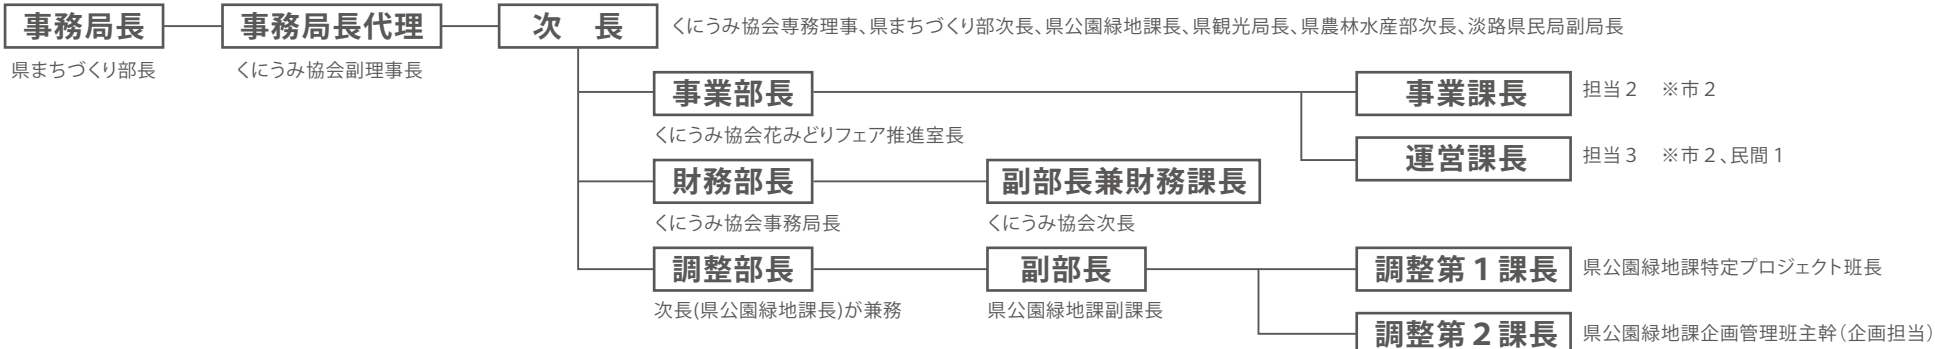 事務局長 事務局長代理 次　長 くにうみ協会専務理事、県まちづくり部次長、県公園緑地課長、県観光局長、県農林水産部次長、淡路県民局副局長
県まちづくり部長 くにうみ協会副理事長
事業部長 事業課長 担当２　※市２
くにうみ協会花みどりフェア推進室長
運営課長 担当３　※市２、民間１
財務部長 副部長兼財務課長
くにうみ協会事務局長 くにうみ協会次長
調整部長 副部長 調整第１課長 県公園緑地課特定プロジェクト班長
次長(県公園緑地課長)が兼務 県公園緑地課副課長
調整第２課長 県公園緑地課企画管理班主幹(企画担当)